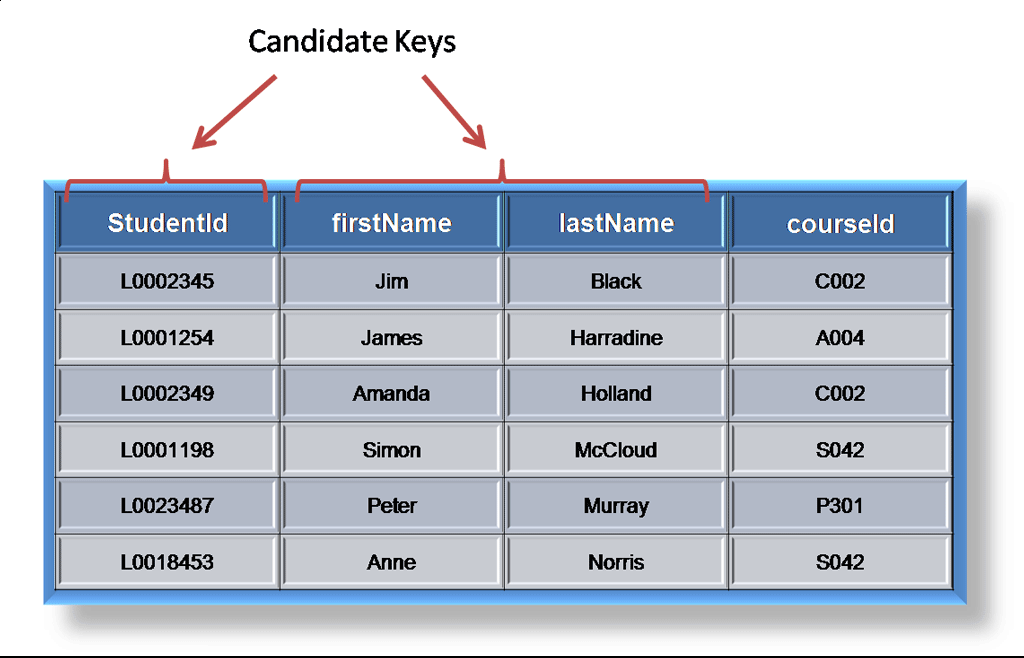 Candidate Keys
StudentId firstName lastName courseId
L0002345 Jim Black C002
L0001254 James Harradine A004
L0002349 Amanda Holland C002
L0001198 Simon McCloud S042
L0023487 Peter Murray P301
L0018453 Anne Norris S042